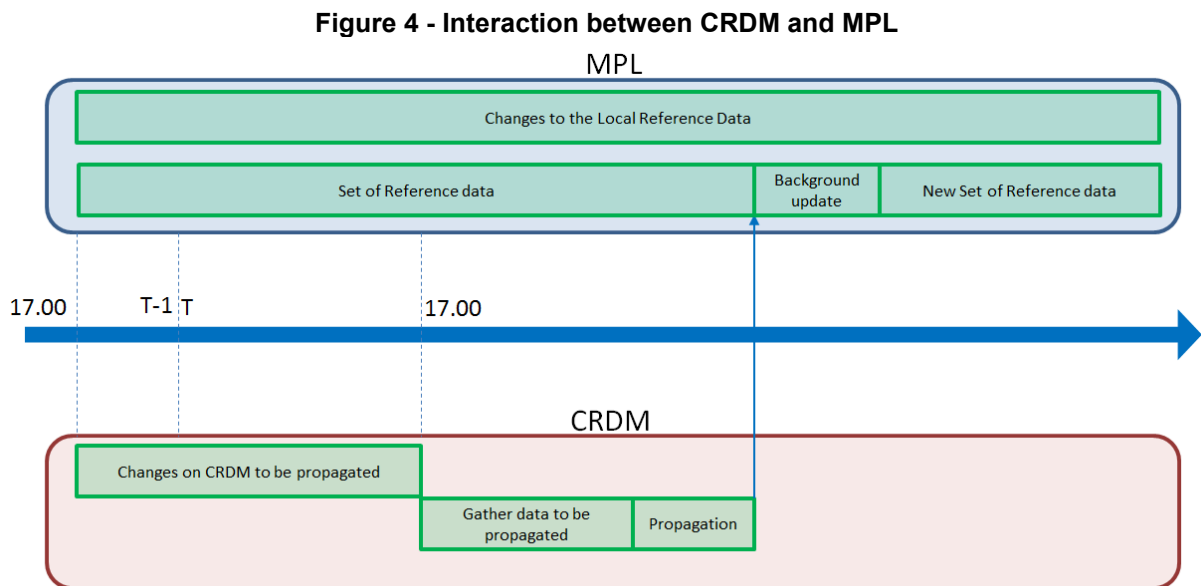 Figure 4 - Interaction between CRDM and MPL
MPL
Changes to the Local Reference Data
Set of Reference data
Background
update
New Set of Reference data
17.00
T-1
T
17.00
CRDM
Changes on CRDM to be propagated
Gather data to be
propagated
Propagation